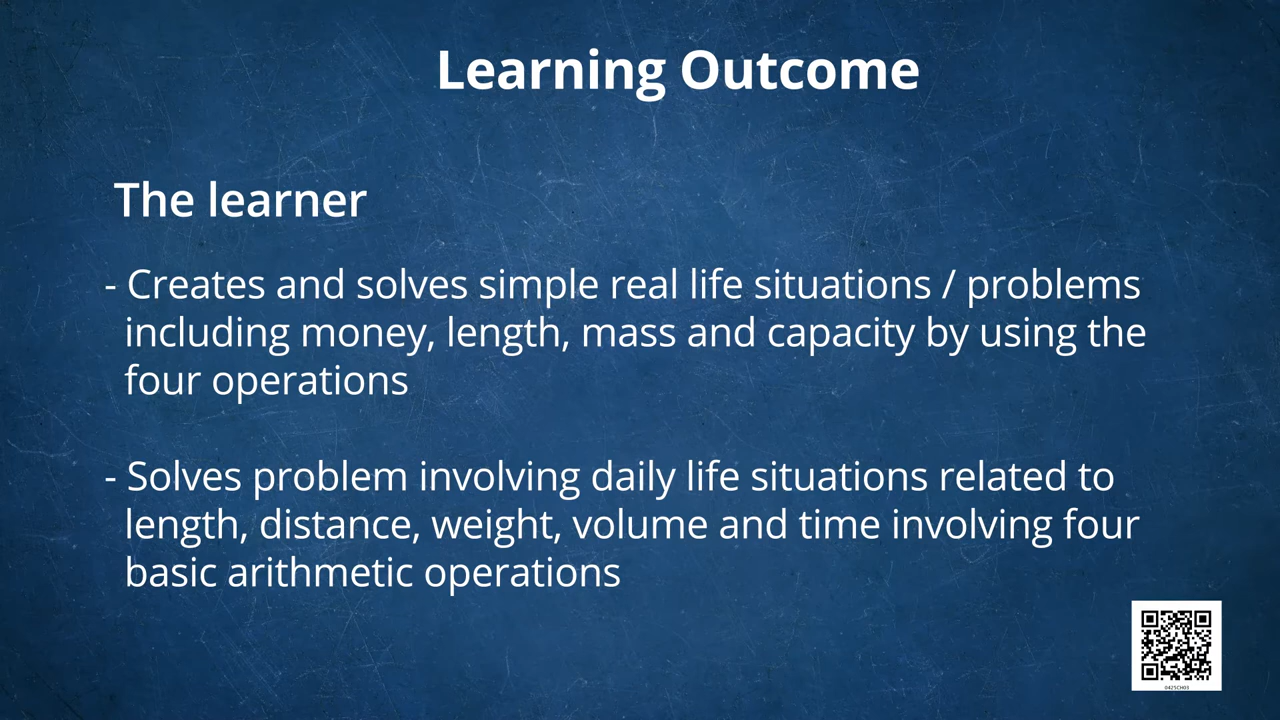 Learning Outcome
The learner
- Creates and solves simple real life situations / problems
including money, length, mass and capacity by using the
four operations
- Solves problem involving daily life situations related to
length, distance, weight, volume and time involving four
basic arithmetic operations
0425CH03